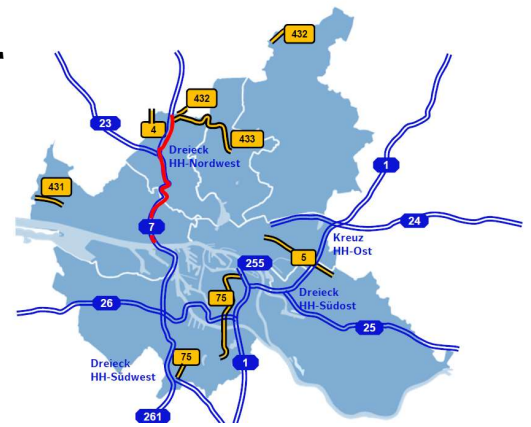 432
432
23
4
433
Dreieck
HH-Nordwest
1
431
7
24
Kreuz
HH-Ost
5
255
Dreieck
HH-Südost
75
26
25
75
Dreieck
HH-Südwest
1
261